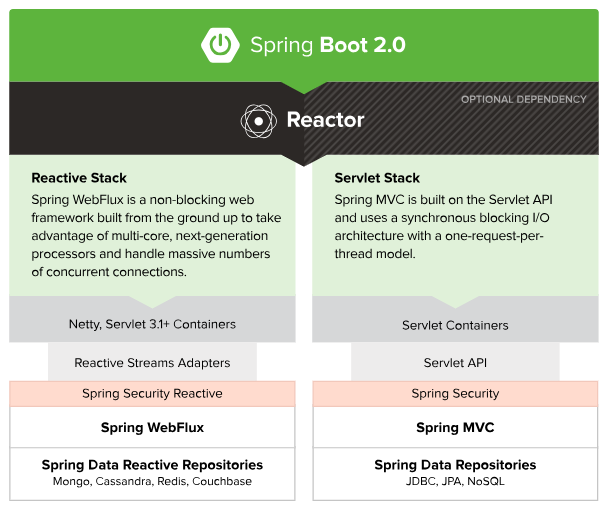 Spring Boot 2.0
OPTIONAL DEPENDENCY
Reactor
Reactive Stack
Spring WebFlux is a non-blocking web
framework built from the ground up to take
advantage of multi-core, next-generation
processors and handle massive numbers
of concurrent connections.
Servlet Stack
Spring MVC is built on the Servlet API
and uses a synchronous blocking I/O
architecture with a one-request-per-
thread model.
Netty, Servlet 3.1+ Containers
Servlet Containers
Reactive Streams Adapters
Servlet API
Spring Security Reactive
Spring Security
Spring WebFlux
Spring MVC
Spring Data Reactive Repositories
Mongo, Cassandra, Redis, Couchbase
Spring Data Repositories
JDBC, JPA, NoSQL